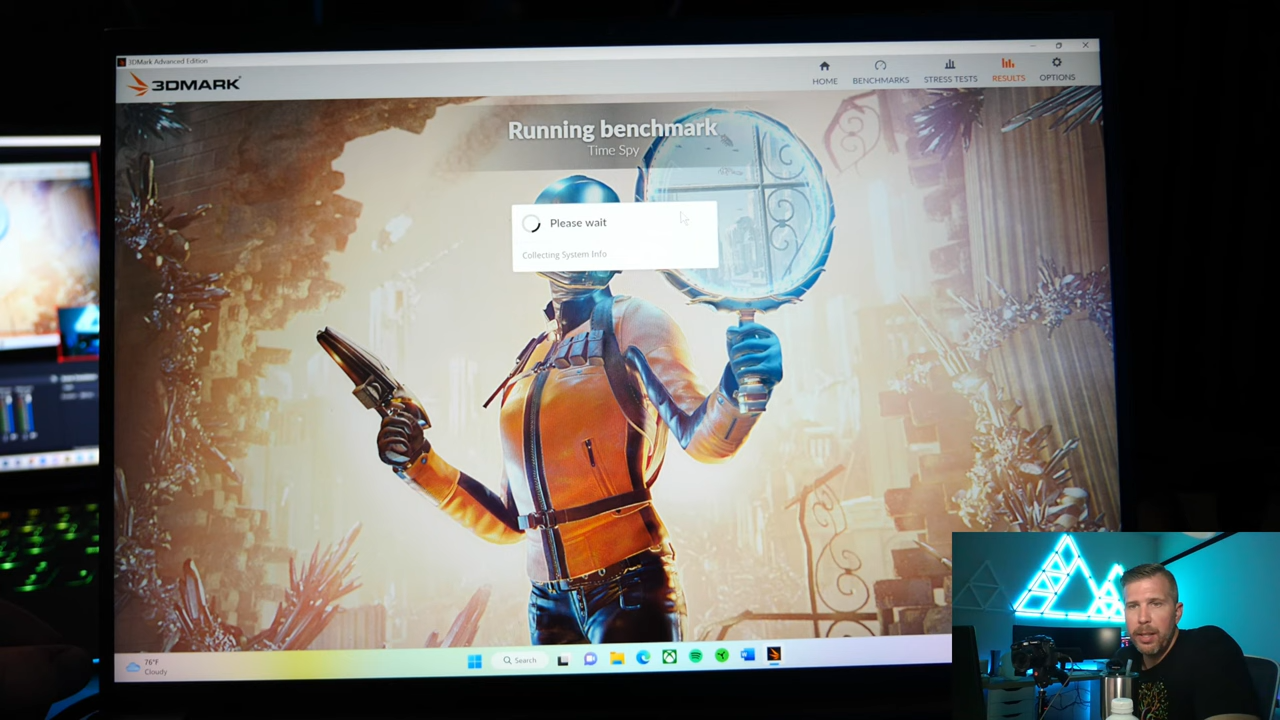 3DMark Advanced Edition
3DMARK
HOME
BENCHMARKS
STRESS TESTS
RESULTS
OPTIONS
Running benchmark
Time Spy
Please wait
Collecting System Info
76°F
Cloudy
Search